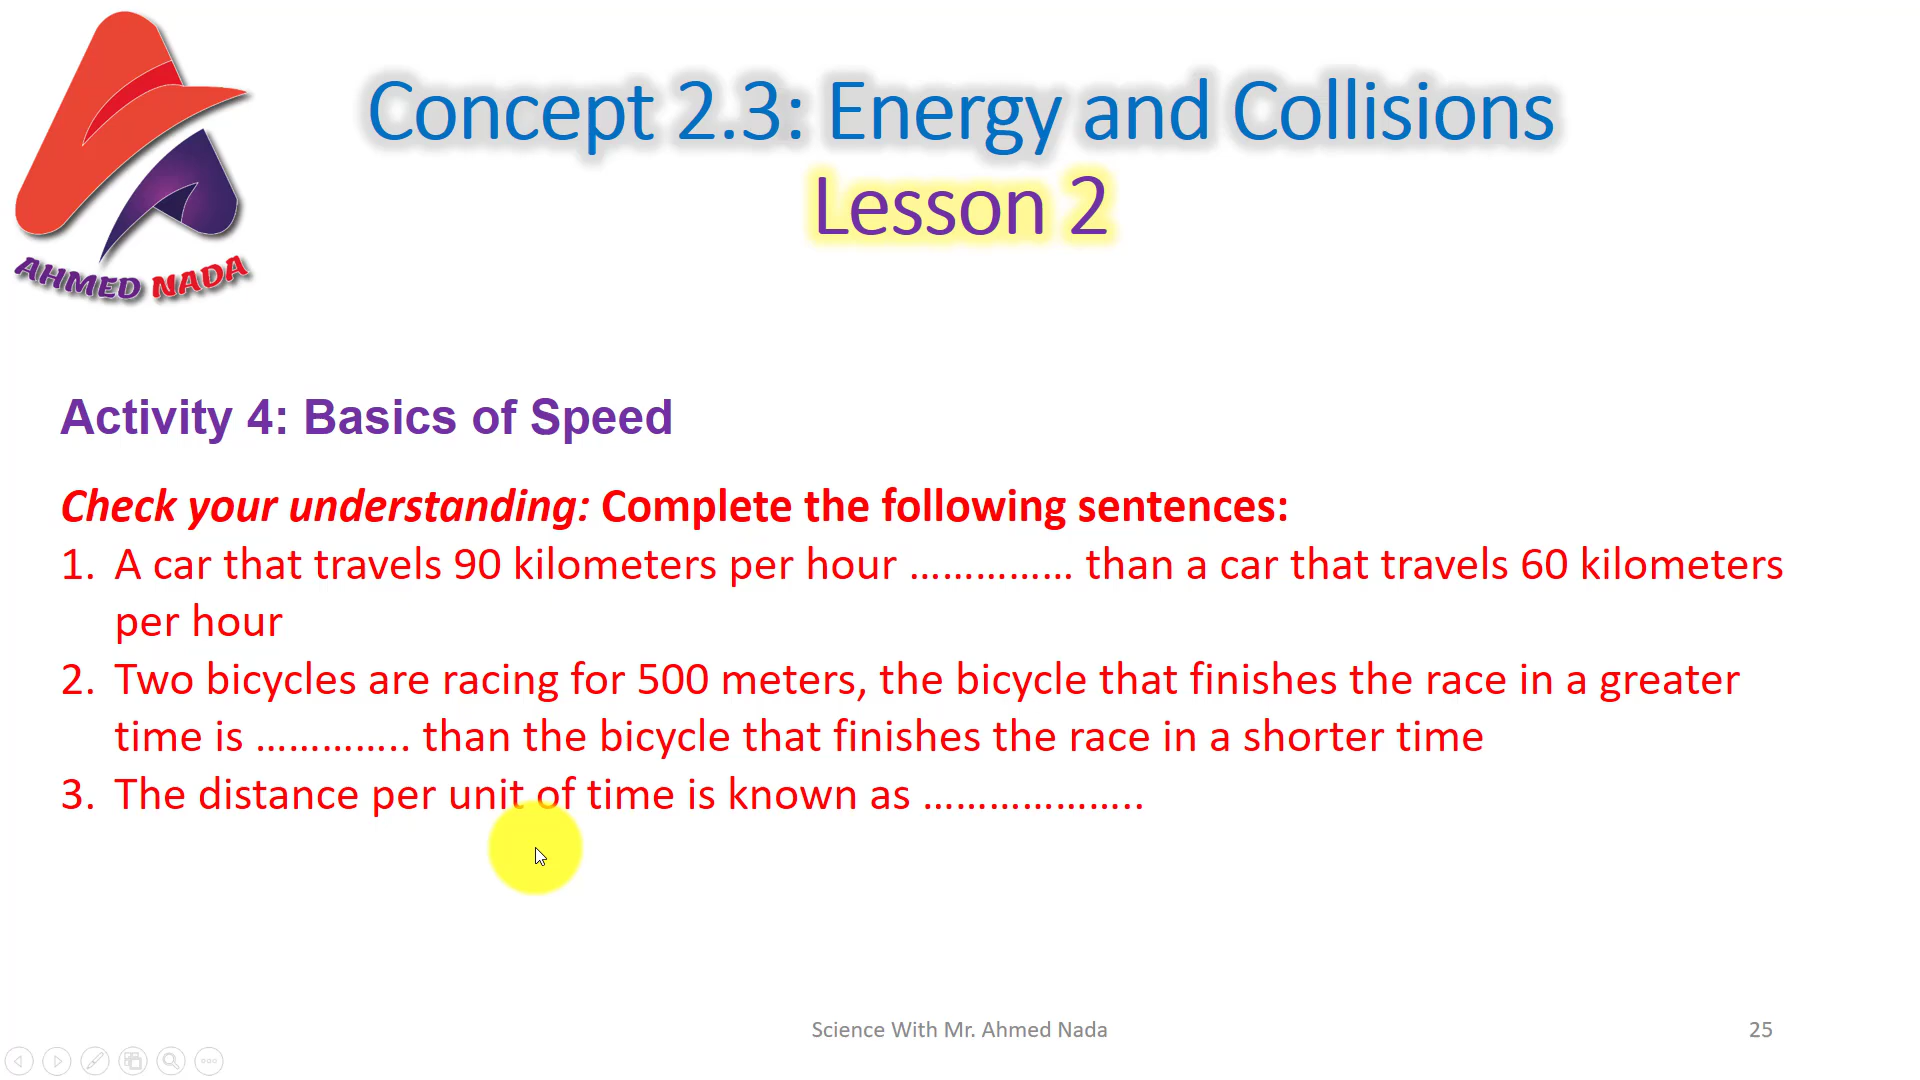 AHMED NADA
Concept 2.3: Energy and Collisions
Lesson 2
Activity 4: Basics of Speed
Check your understanding: Complete the following sentences:
1. A car that travels 90 kilometers per hour …………… than a car that travels 60 kilometers
per hour
2. Two bicycles are racing for 500 meters, the bicycle that finishes the race in a greater
time is ………….. than the bicycle that finishes the race in a shorter time
3. The distance per unit of time is known as ………………..
Science With Mr. Ahmed Nada
25